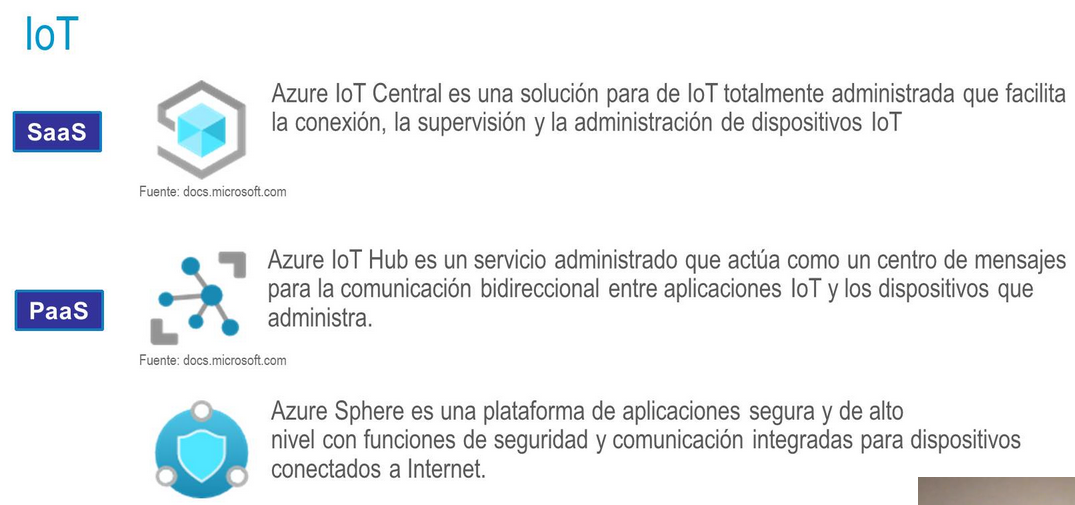 IoT
Azure IoT Central es una solución para de IoT totalmente administrada que facilita
la conexión, la supervisión y la administración de dispositivos IoT
SaaS
Fuente: docs.microsoft.com
Azure IoT Hub es un servicio administrado que actúa como un centro de mensajes
para la comunicación bidireccional entre aplicaciones IoT y los dispositivos que
administra.
PaaS
Fuente: docs.microsoft.com
Azure Sphere es una plataforma de aplicaciones segura y de alto
nivel con funciones de seguridad y comunicación integradas para dispositivos
conectados a Internet.